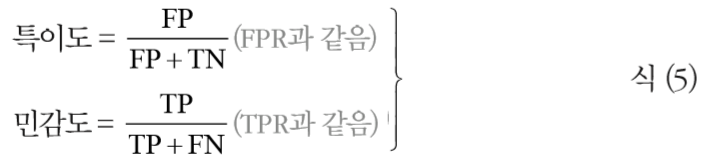 특이도 = FP / (FP + TN) (FPR과 같음)
민감도 = TP / (TP + FN) (TPR과 같음)
식 (5)